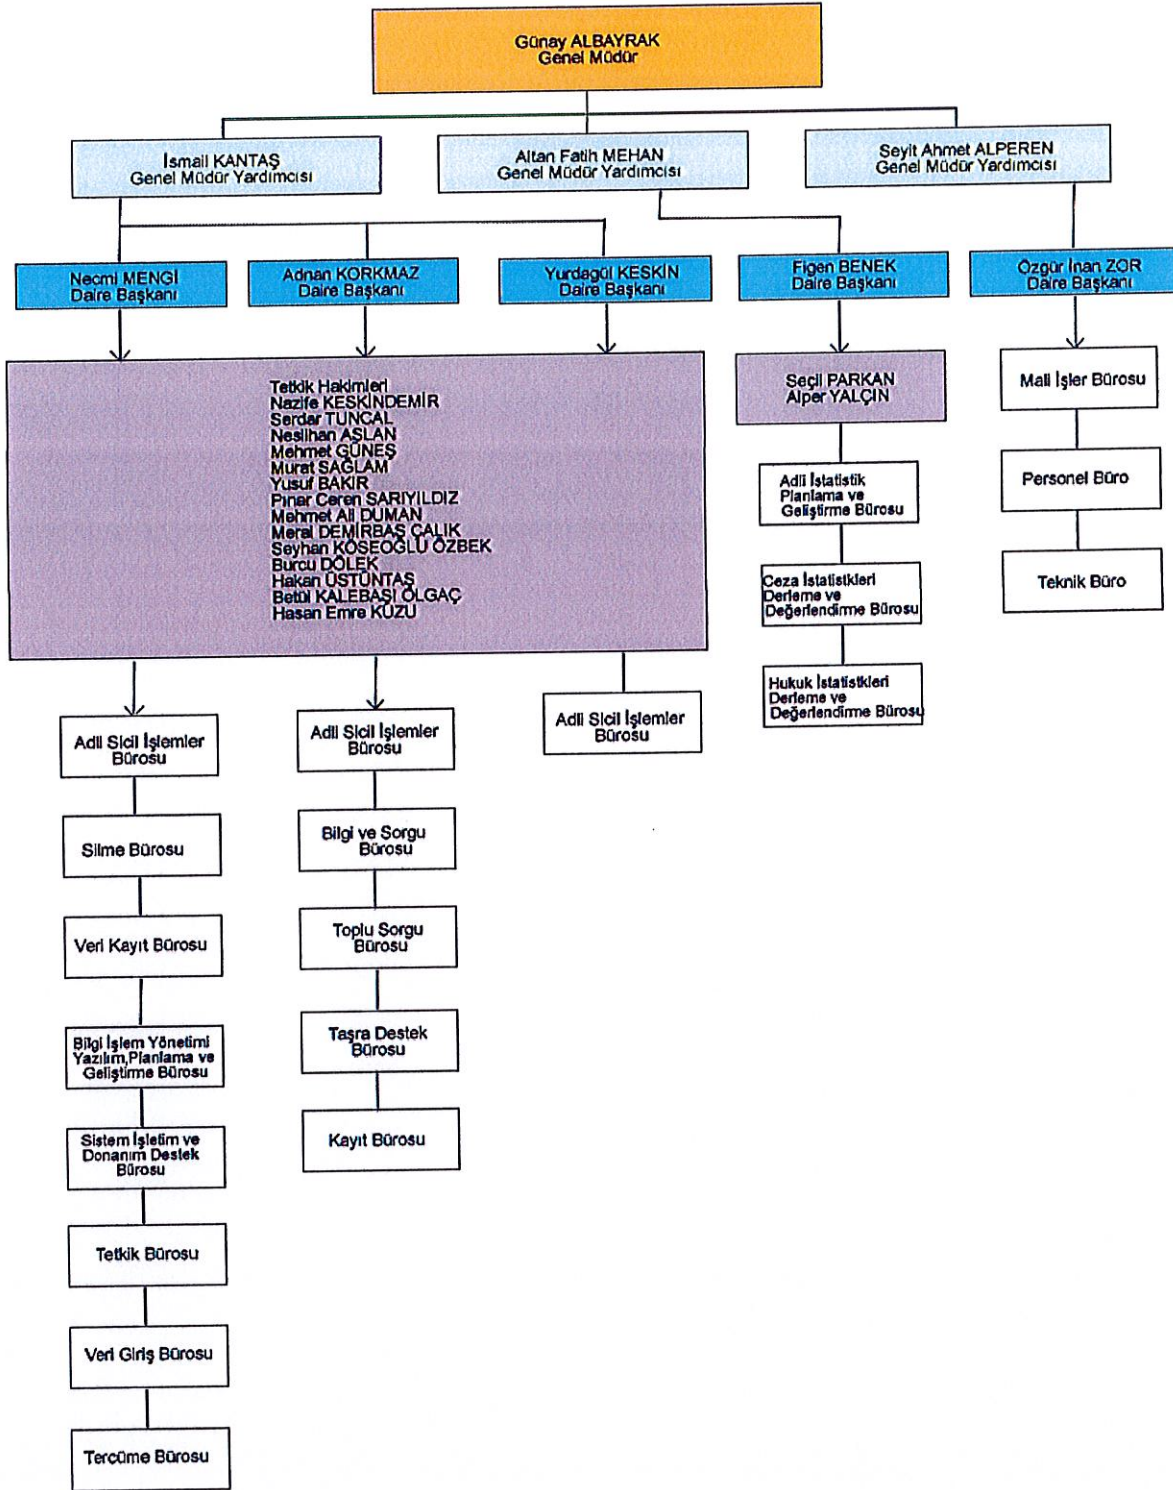 Günay ALBAYRAK
Genel Müdür
İsmail KANTAŞ
Genel Müdür Yardımcısı
Altan Fatih MEHAN
Genel Müdür Yardımcısı
Seyit Ahmet ALPEREN
Genel Müdür Yardımcısı
Necmi MENGİ
Daire Başkanı
Adnan KORKMAZ
Daire Başkanı
Yurdagül KESKİN
Daire Başkanı
Figen BENEK
Daire Başkanı
Özgür İnan ZOR
Daire Başkanı
Tetkik Hakimleri
Nazife KESKİNDEMİR
Serdar TUNCAL
Neslihan ASLAN
Mehmet GÜNEŞ
Murat SAĞLAM
Yusuf BAKIR
Pınar Ceren SARIYILDIZ
Mehmet Ali DUMAN
Meral DEMİRBAŞ ÇALIK
Seyhan KÖSEOĞLU ÖZBEK
Burcu DÖLEK
Hakan ÜSTÜNTAŞ
Betül KALEBAŞI OLGAÇ
Hasan Emre KUZU
Seçil PARKAN
Alper YALÇIN
Mali İşler Bürosu
Adli İstatistik
Planlama ve
Geliştirme Bürosu
Personel Büro
Ceza İstatistkleri
Derleme ve
Değerlendirme Bürosu
Teknik Büro
Hukuk İstatistkleri
Derleme ve
Değerlendirme Bürosu
Adli Sicil İşlemler
Bürosu
Adli Sicil İşlemler
Bürosu
Adli Sicil İşlemler
Bürosu
Silme Bürosu
Bilgi ve Sorgu
Bürosu
Veri Kayıt Bürosu
Toplu Sorgu
Bürosu
Bilgi İşlem Yönetimi
Yazılım,Planlama ve
Geliştirme Bürosu
Taşra Destek
Bürosu
Sistem İşletim ve
Donanım Destek
Bürosu
Kayıt Bürosu
Tetkik Bürosu
Veri Giriş Bürosu
Tercüme Bürosu